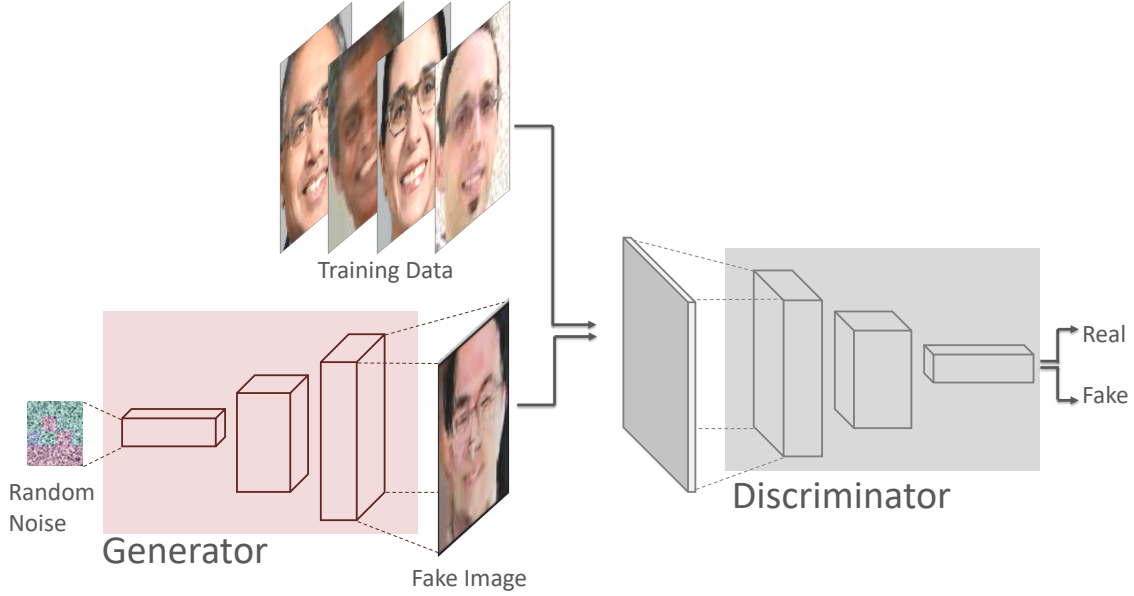 Training Data
Real
Fake
Random
Noise
Generator
Discriminator
Fake Image